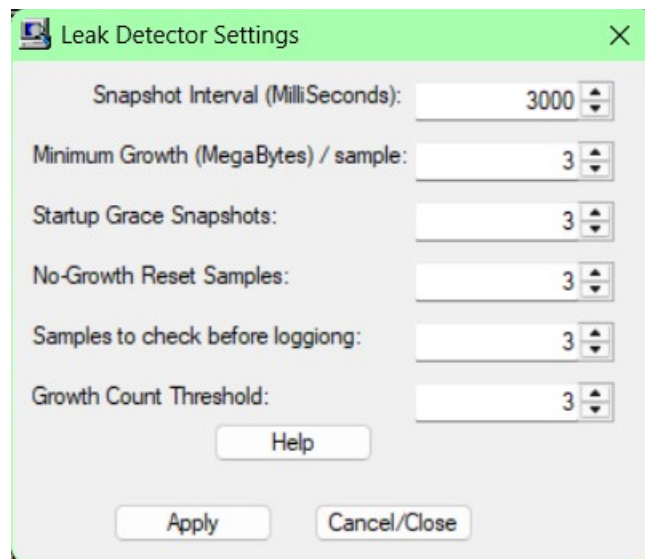 Leak Detector Settings
Snapshot Interval (MilliSeconds): 3000
Minimum Growth (MegaBytes) / sample: 3
Startup Grace Snapshots: 3
No-Growth Reset Samples: 3
Samples to check before loggiong: 3
Growth Count Threshold: 3
Help
Apply Cancel/Close